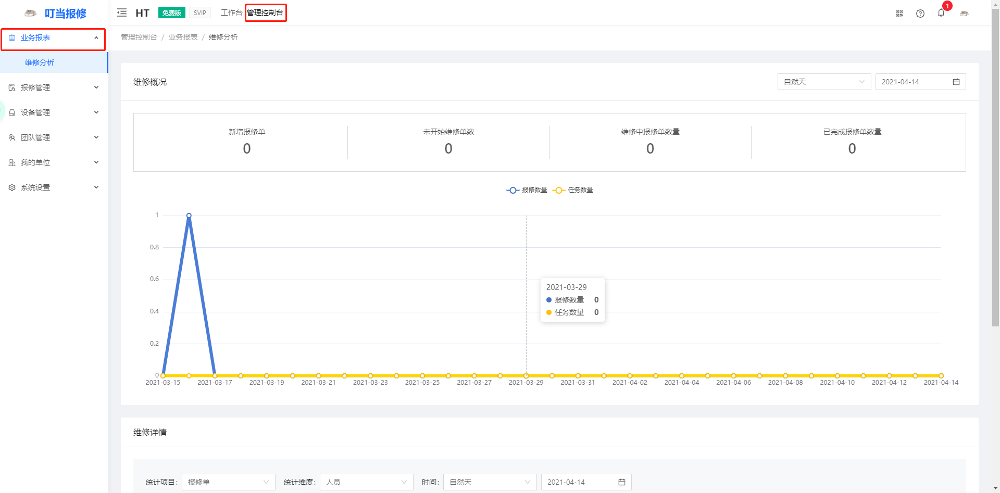 叮当报修
HT 免费版 SVIP 工作台 管理控制台
1
业务报表
维修分析
报修管理
设备管理
团队管理
我的单位
系统设置
管理控制台 / 业务报表 / 维修分析
维修概况
自然天 2021-04-14
新增报修单 未开始维修单数 维修中报修单数量 已完成报修单数量
0 0 0 0
报修数量 任务数量
1
0.8
0.6
0.4
0.2
0
2021-03-29
报修数量 0
任务数量 0
2021-03-15 2021-03-17 2021-03-19 2021-03-21 2021-03-23 2021-03-25 2021-03-27 2021-03-29 2021-03-31 2021-04-02 2021-04-04 2021-04-06 2021-04-08 2021-04-10 2021-04-12 2021-04-14
维修详情
统计项目: 报修单 统计维度: 人员 时间: 自然天 2021-04-14